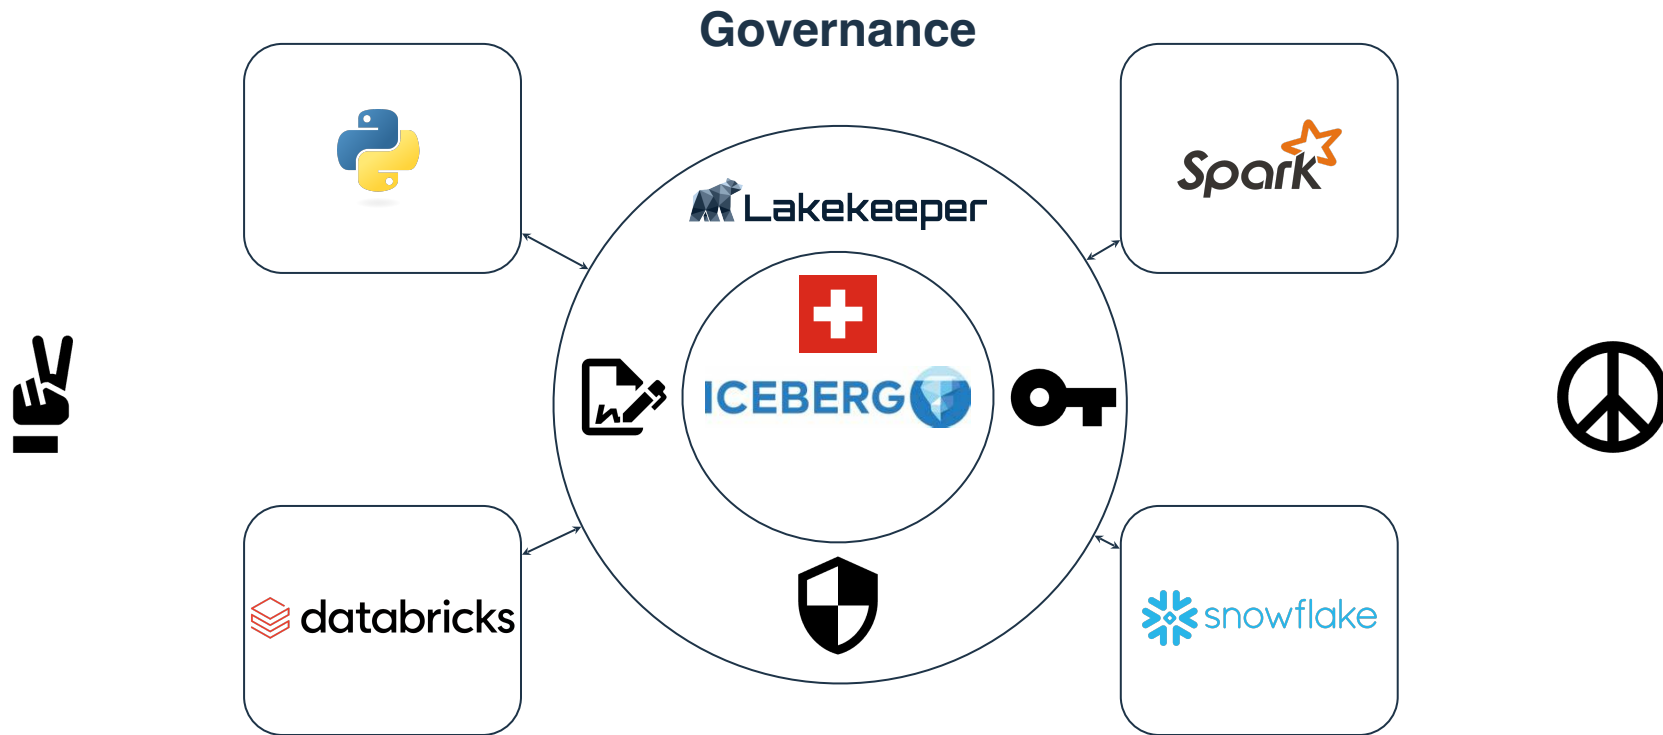 Governance
Spark
Lakekeeper
ICEBERG
databricks
snowflake